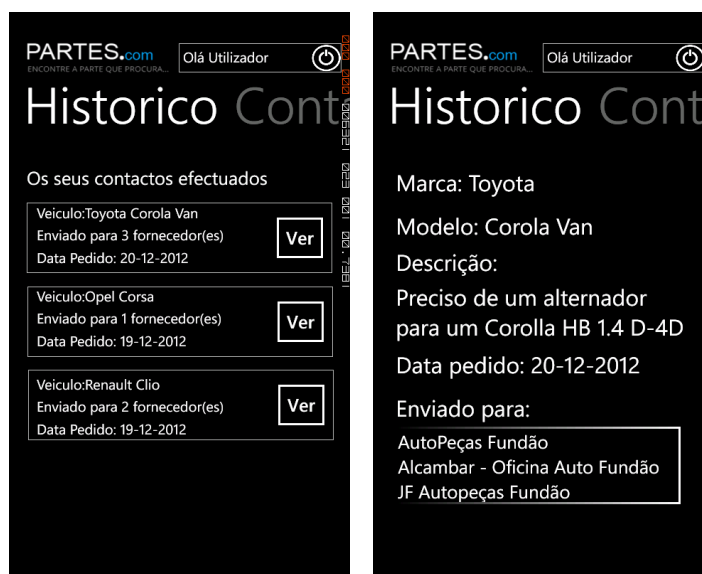 PARTES.com
ENCONTRE A PARTE QUE PROCURA...
Olá Utilizador
Historico Cont
Os seus contactos efectuados
Veiculo:Toyota Corola Van
Enviado para 3 fornecedor(es)
Data Pedido: 20-12-2012
Ver
Veiculo:Opel Corsa
Enviado para 1 fornecedor(es)
Data Pedido: 19-12-2012
Ver
Veiculo:Renault Clio
Enviado para 2 fornecedor(es)
Data Pedido: 19-12-2012
Ver
PARTES.com
ENCONTRE A PARTE QUE PROCURA...
Olá Utilizador
Historico Cont
Marca: Toyota
Modelo: Corola Van
Descrição:
Preciso de um alternador
para um Corolla HB 1.4 D-4D
Data pedido: 20-12-2012
Enviado para:
AutoPeças Fundão
Alcambar - Oficina Auto Fundão
JF Autopeças Fundão